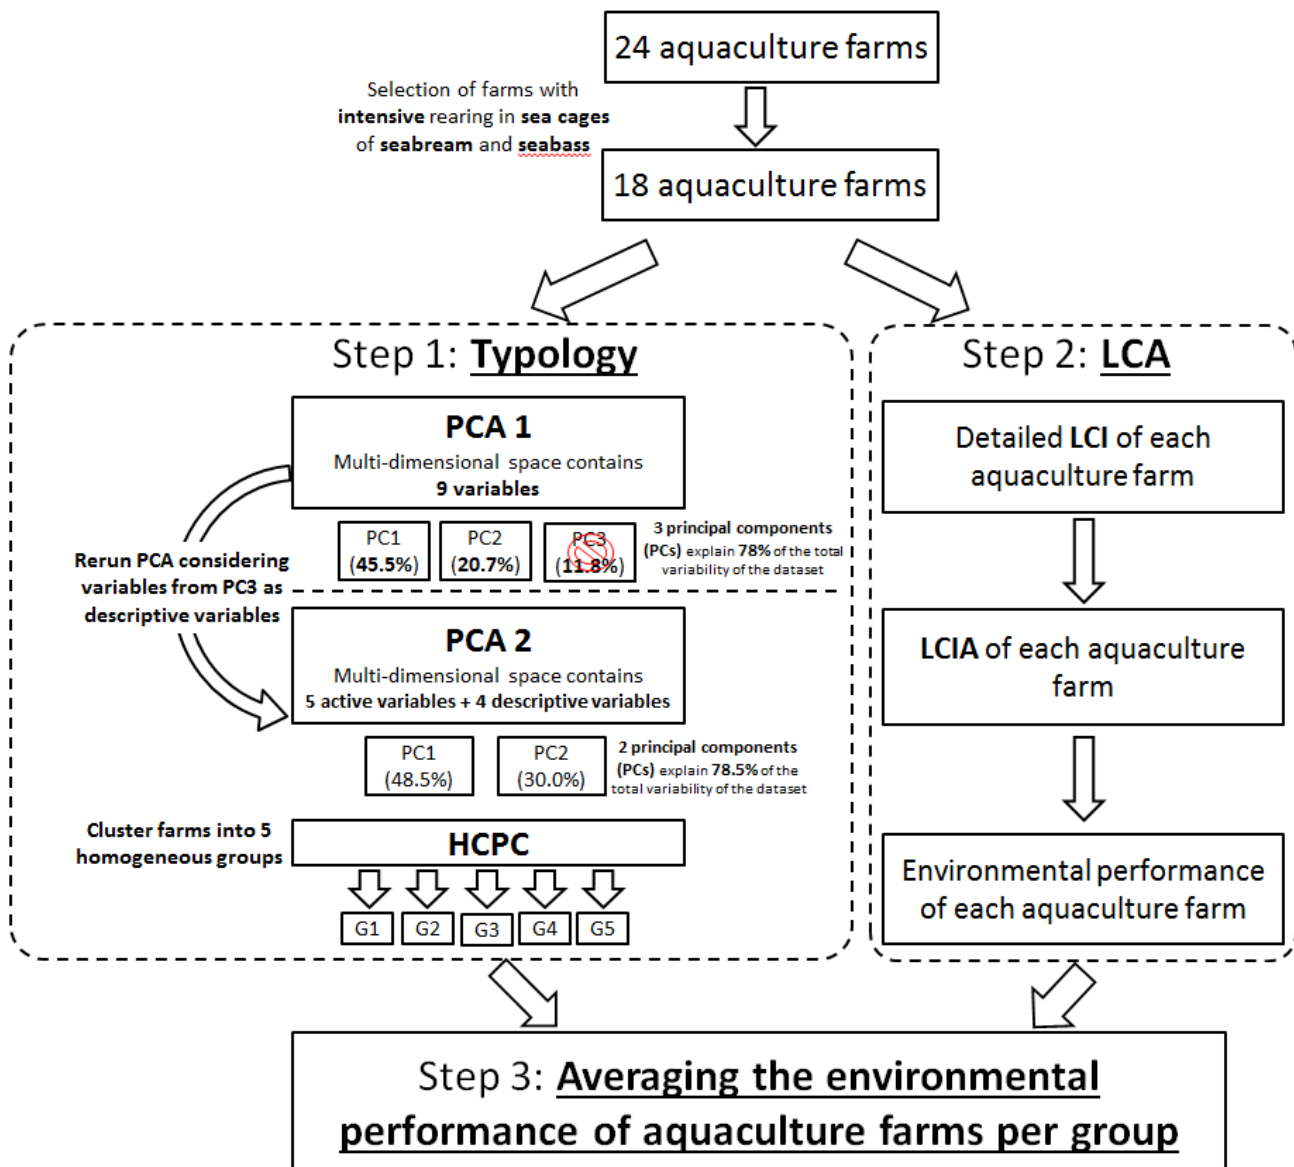 24 aquaculture farms
Selection of farms with
intensive rearing in sea cages
of seabream and seabass
18 aquaculture farms
Step 1: Typology
PCA 1
Multi-dimensional space contains
9 variables
PC1
(45.5%)
PC2
(20.7%)
PC3
(11.8%)
3 principal components
(PCs) explain 78% of the total
variability of the dataset
Rerun PCA considering
variables from PC3 as
descriptive variables
PCA 2
Multi-dimensional space contains
5 active variables + 4 descriptive variables
PC1
(48.5%)
PC2
(30.0%)
2 principal components
(PCs) explain 78.5% of the
total variability of the dataset
Cluster farms into 5
homogeneous groups
HCPC
G1
G2
G3
G4
G5
Step 2: LCA
Detailed LCI of each
aquaculture farm
LCIA of each aquaculture
farm
Environmental performance
of each aquaculture farm
Step 3: Averaging the environmental
performance of aquaculture farms per group